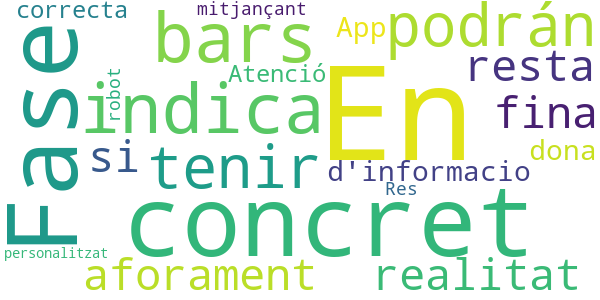 correcta
mitjançant
Fase
bars
App
podrán
En
resta
Atenció
robot
indica
fina
si
tenir
dona
d'informacio
Res
concret
personalitzat
aforament
realitat